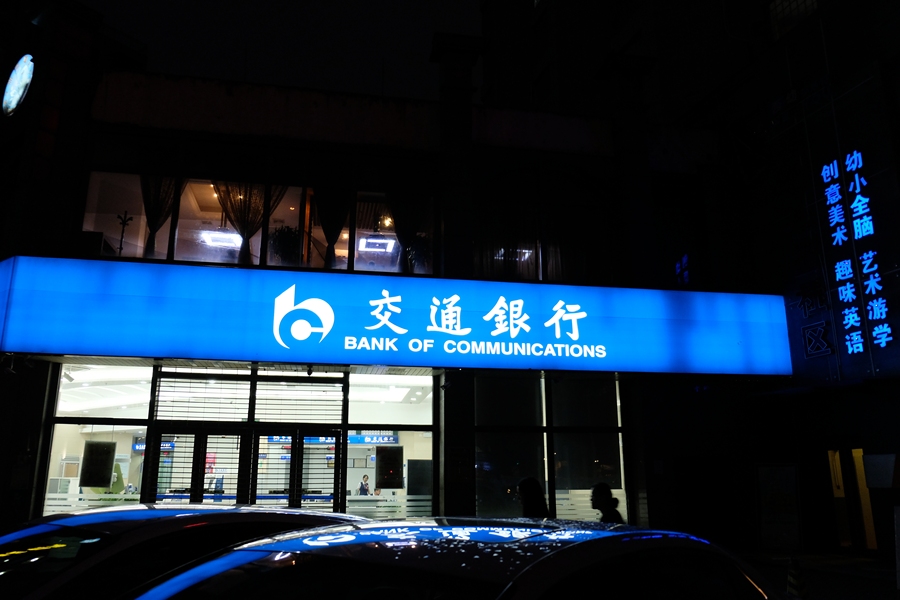 交通銀行
BANK OF COMMUNICATIONS
幼小全脑 艺术游学
创意美术 趣味英语